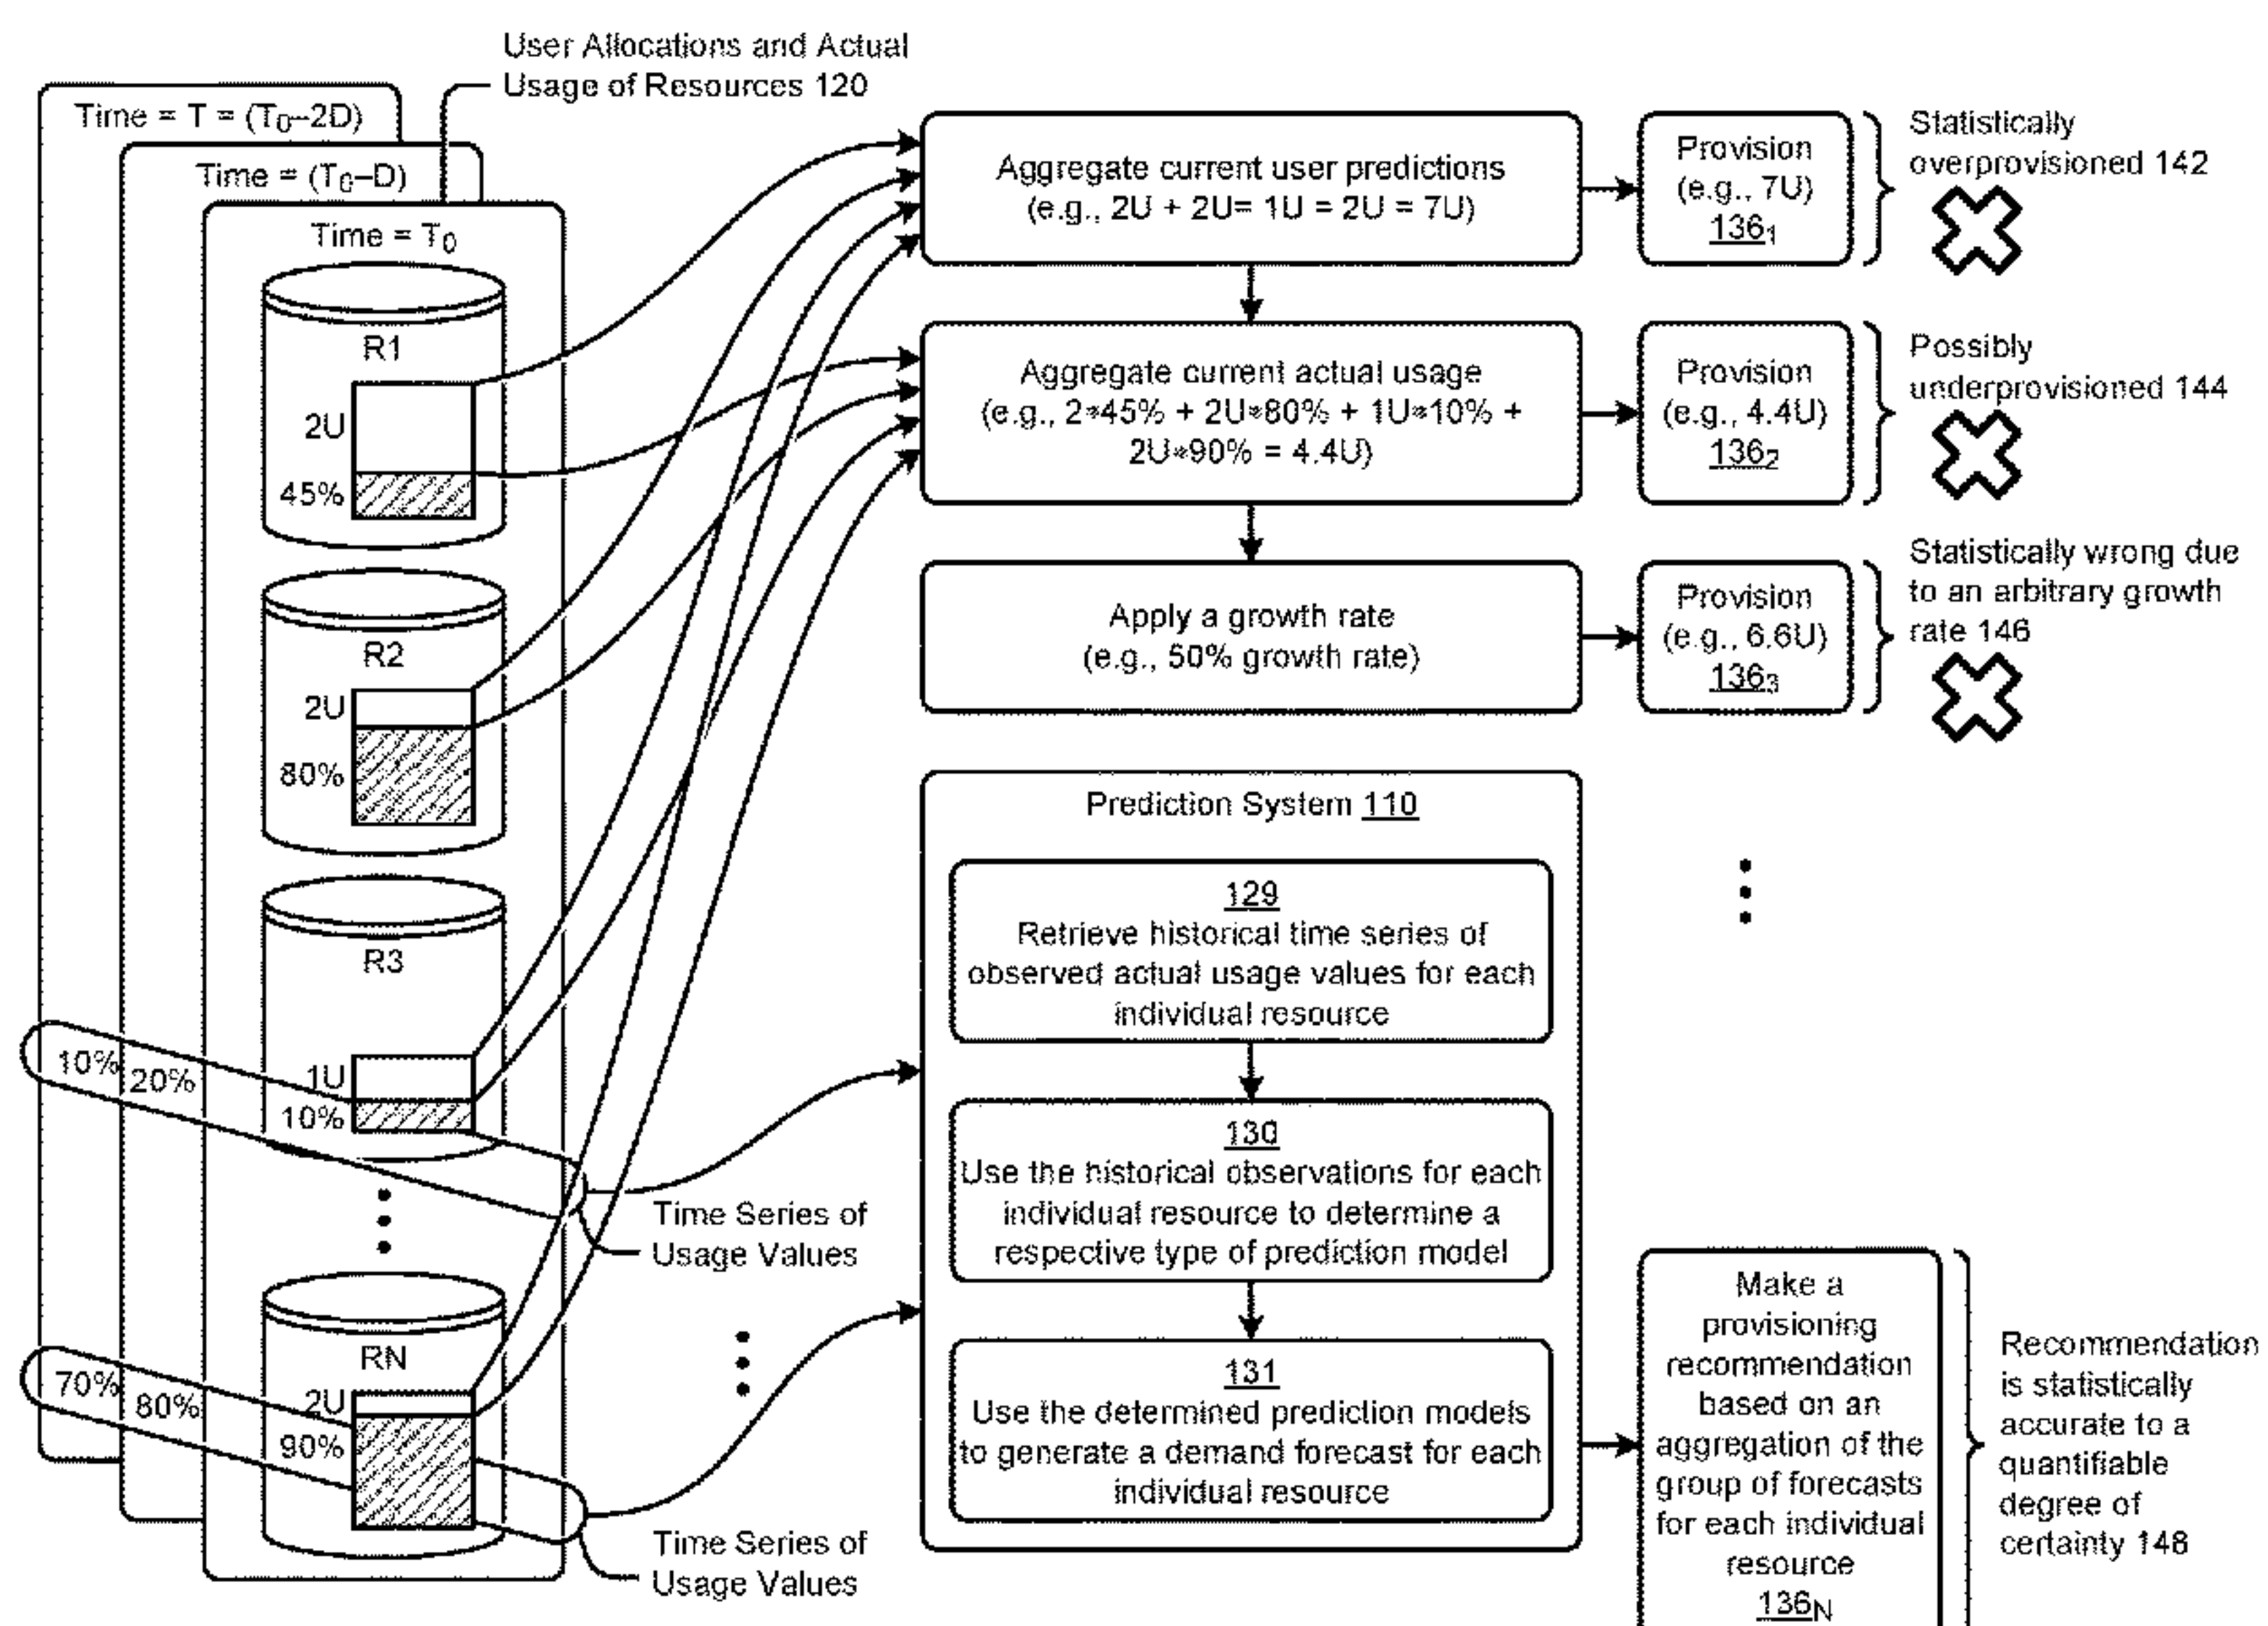 User Allocations and Actual
Usage of Resources 120
Time = T = (T0–2D)
Time = (T0–D)
Time = T0
R1
2U
45%
R2
2U
80%
R3
1U
10%
10%
20%
RN
2U
90%
70%
80%
Time Series of
Usage Values
Time Series of
Usage Values
Aggregate current user predictions
(e.g., 2U + 2U= 1U = 2U = 7U)
Provision
(e.g., 7U)
1361
Statistically
overprovisioned 142
Aggregate current actual usage
(e.g., 2*45% + 2U*80% + 1U*10% +
2U*90% = 4.4U)
Provision
(e.g., 4.4U)
1362
Possibly
underprovisioned 144
Apply a growth rate
(e.g., 50% growth rate)
Provision
(e.g., 6.6U)
1363
Statistically wrong due
to an arbitrary growth
rate 146
Prediction System 110
129
Retrieve historical time series of
observed actual usage values for each
individual resource
130
Use the historical observations for each
individual resource to determine a
respective type of prediction model
131
Use the determined prediction models
to generate a demand forecast for each
individual resource
Make a
provisioning
recommendation
based on an
aggregation of the
group of forecasts
for each individual
resource
136N
Recommendation
is statistically
accurate to a
quantifiable
degree of
certainty 148